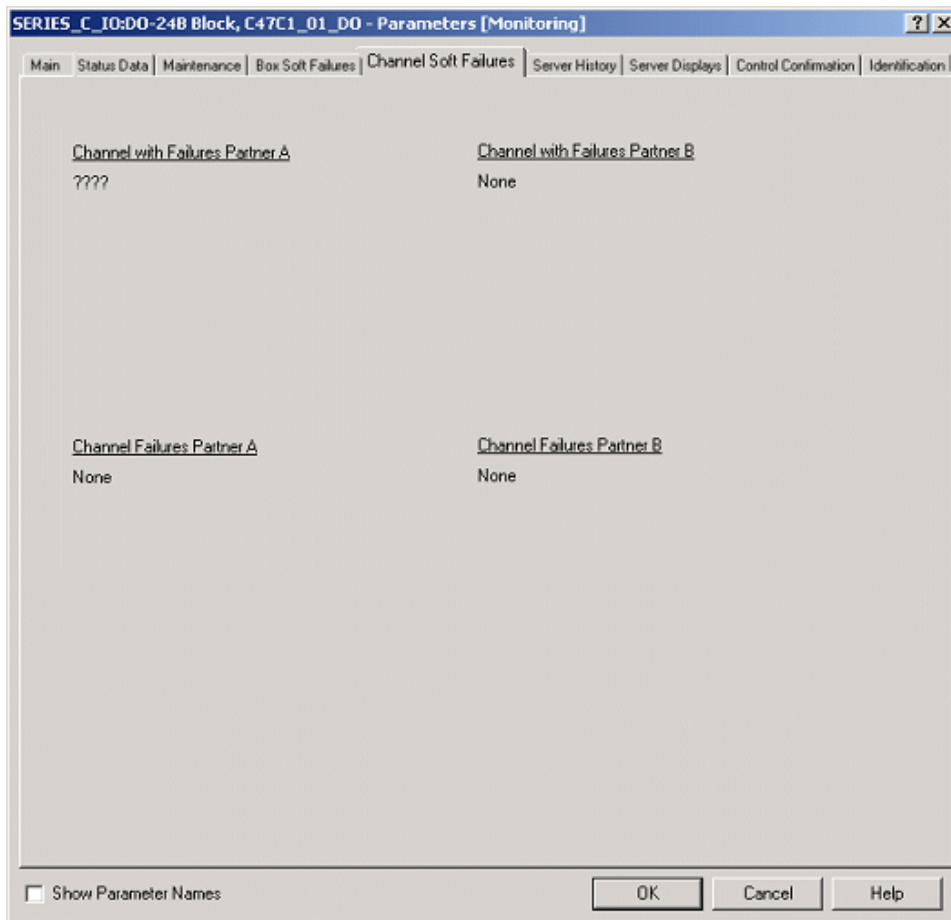 SERIES_C_IO:DO-24B Block, C47C1_01_DO - Parameters [Monitoring]
Main Status Data Maintenance Box Soft Failures Channel Soft Failures Server History Server Displays Control Confirmation Identification
Channel with Failures Partner A Channel with Failures Partner B
???? None
Channel Failures Partner A Channel Failures Partner B
None None
Show Parameter Names OK Cancel Help